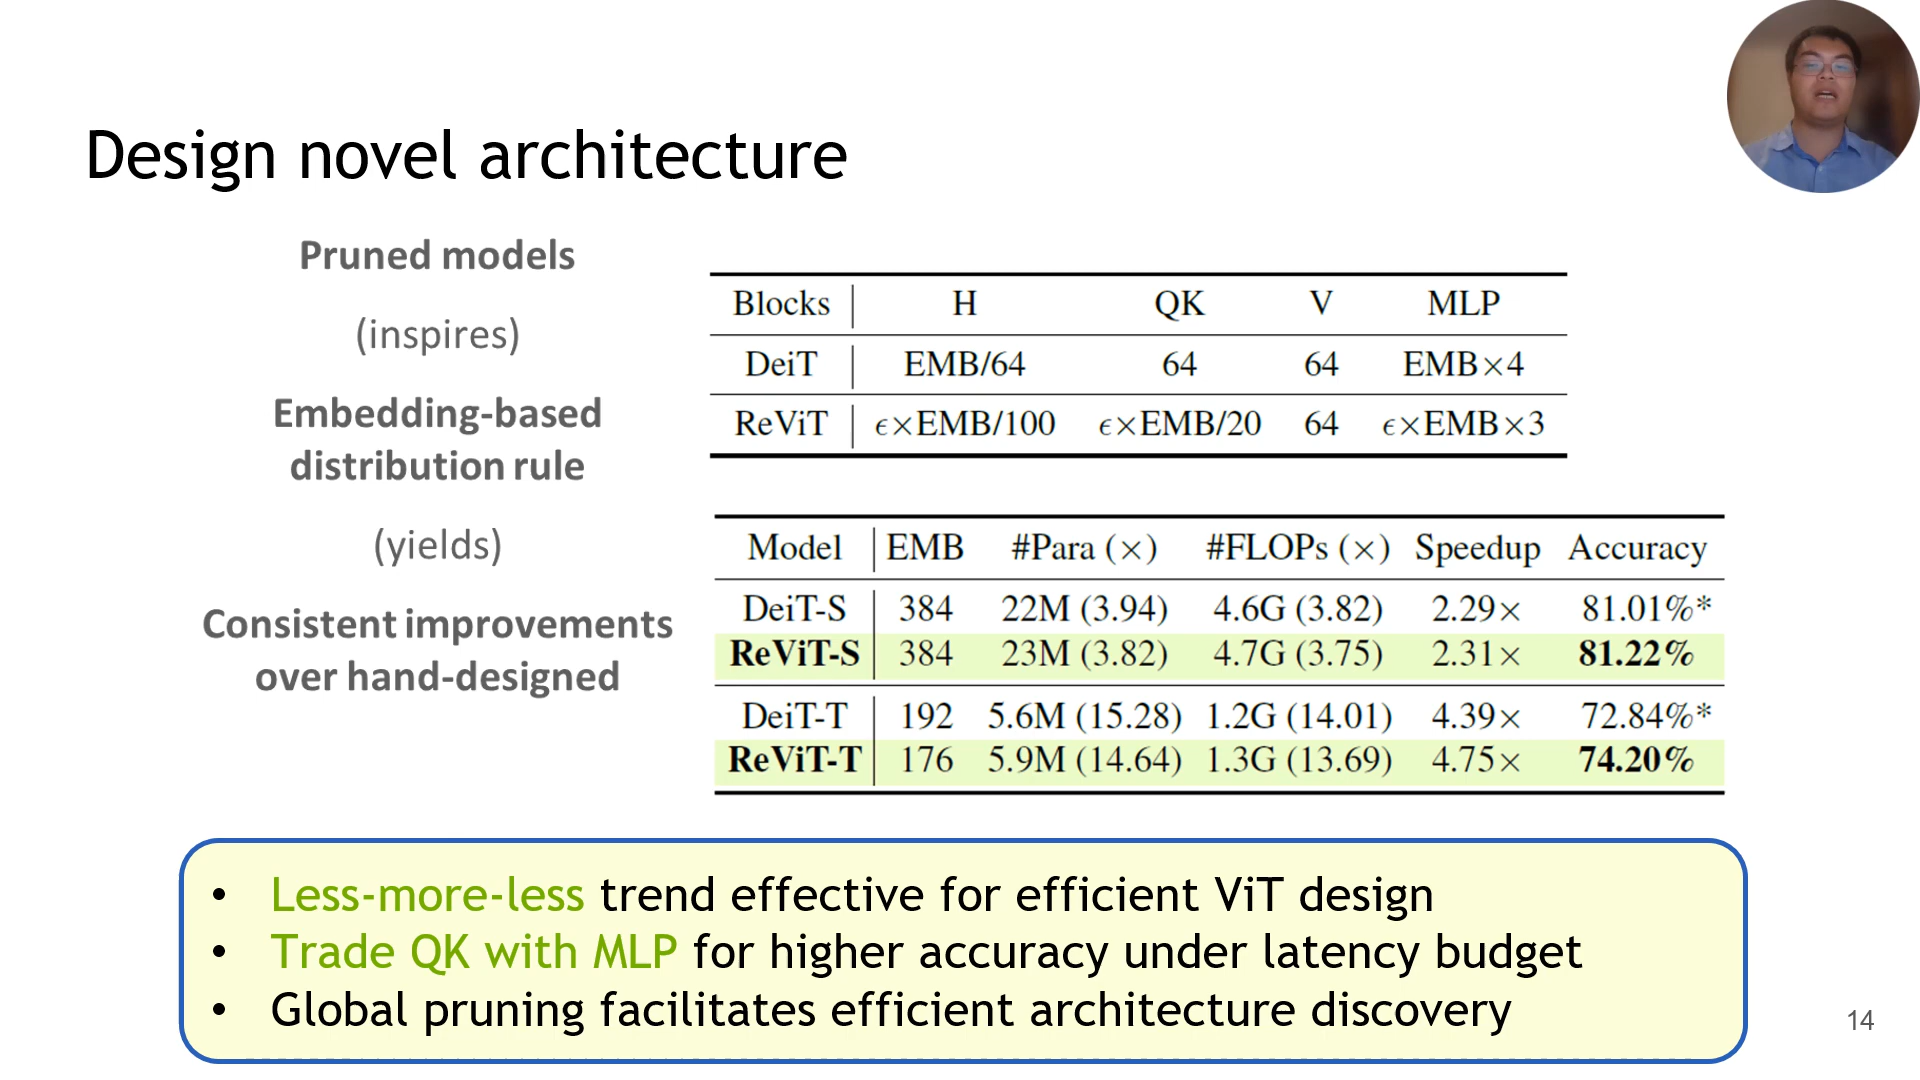 Design novel architecture
Pruned models
(inspires)
Embedding-based
distribution rule
(yields)
Consistent improvements
over hand-designed
Blocks H QK V MLP
DeiT EMB/64 64 64 EMB×4
ReViT ϵ×EMB/100 ϵ×EMB/20 64 ϵ×EMB×3
Model EMB #Para (×) #FLOPs (×) Speedup Accuracy
DeiT-S 384 22M (3.94) 4.6G (3.82) 2.29× 81.01%*
ReViT-S 384 23M (3.82) 4.7G (3.75) 2.31× 81.22%
DeiT-T 192 5.6M (15.28) 1.2G (14.01) 4.39× 72.84%*
ReViT-T 176 5.9M (14.64) 1.3G (13.69) 4.75× 74.20%
• Less-more-less trend effective for efficient ViT design
• Trade QK with MLP for higher accuracy under latency budget
• Global pruning facilitates efficient architecture discovery
14